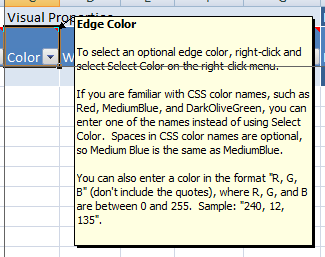 Visual Properties
Edge Color
Color
To select an optional edge color, right-click and
select Select Color on the right-click menu.
If you are familiar with CSS color names, such as
Red, MediumBlue, and DarkOliveGreen, you can
enter one of the names instead of using Select
Color.  Spaces in CSS color names are optional,
so Medium Blue is the same as MediumBlue.
You can also enter a color in the format "R, G,
B" (don't include the quotes), where R, G, and B
are between 0 and 255.  Sample: "240, 12,
135".